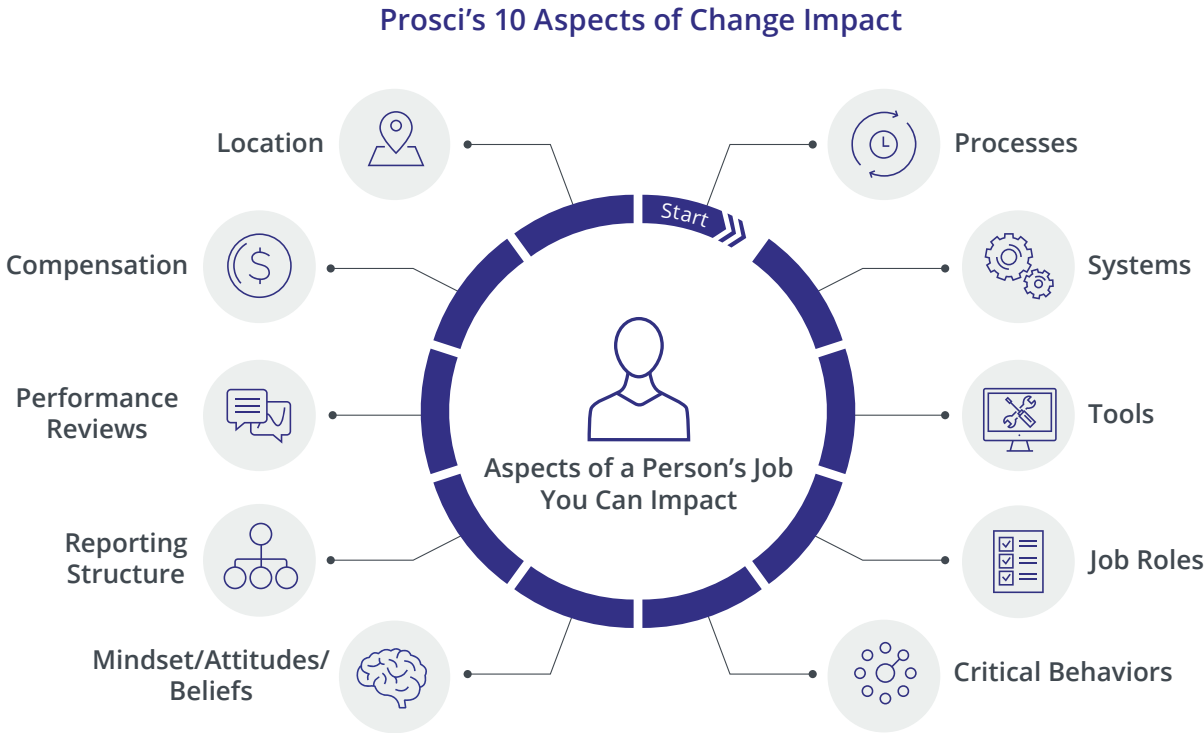 Prosci’s 10 Aspects of Change Impact
Start
Processes
Systems
Tools
Job Roles
Critical Behaviors
Mindset/Attitudes/
Beliefs
Reporting
Structure
Performance
Reviews
Compensation
Location
Aspects of a Person’s Job
You Can Impact